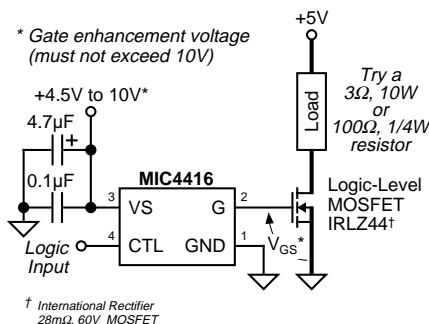 * Gate enhancement voltage
(must not exceed 10V)
+5V
+4.5V to 10V*
Try a
3Ω, 10W
or
100Ω, 1/4W
resistor
Load
4.7µF
+
0.1µF
MIC4416
3
VS
G
2
4
CTL
GND
1
Logic
Input
VGS*
Logic-Level
MOSFET
IRLZ44†
† International Rectifier
28mΩ, 60V MOSFET